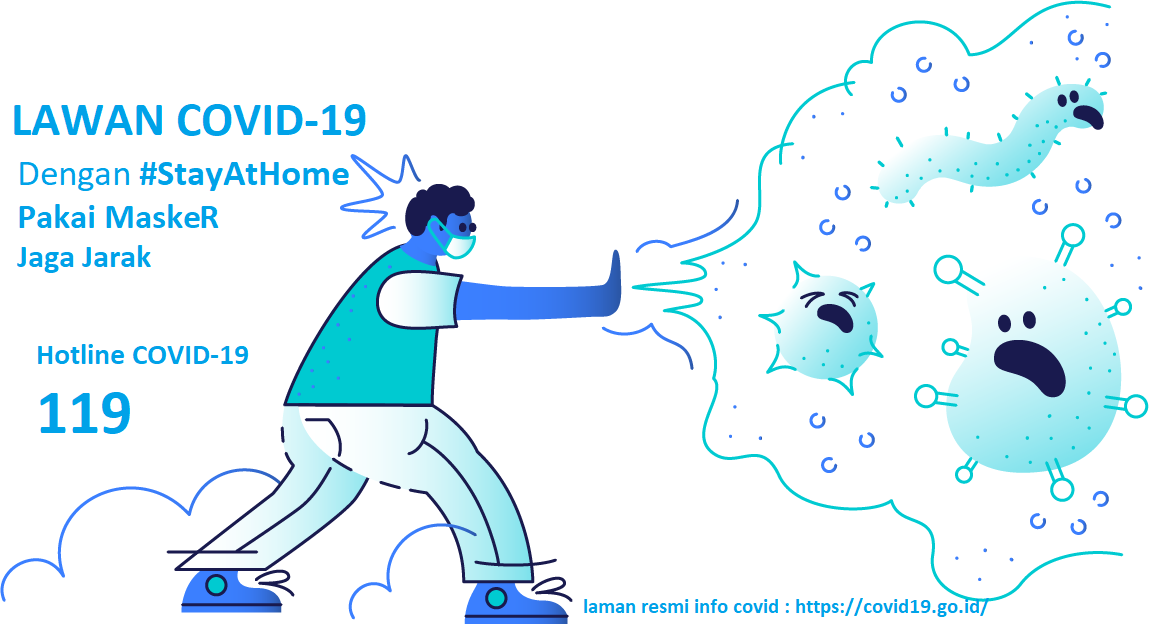 LAWAN COVID-19
Dengan #StayAtHome
Pakai MaskeR
Jaga Jarak
Hotline COVID-19
119
laman resmi info covid : https://covid19.go.id/